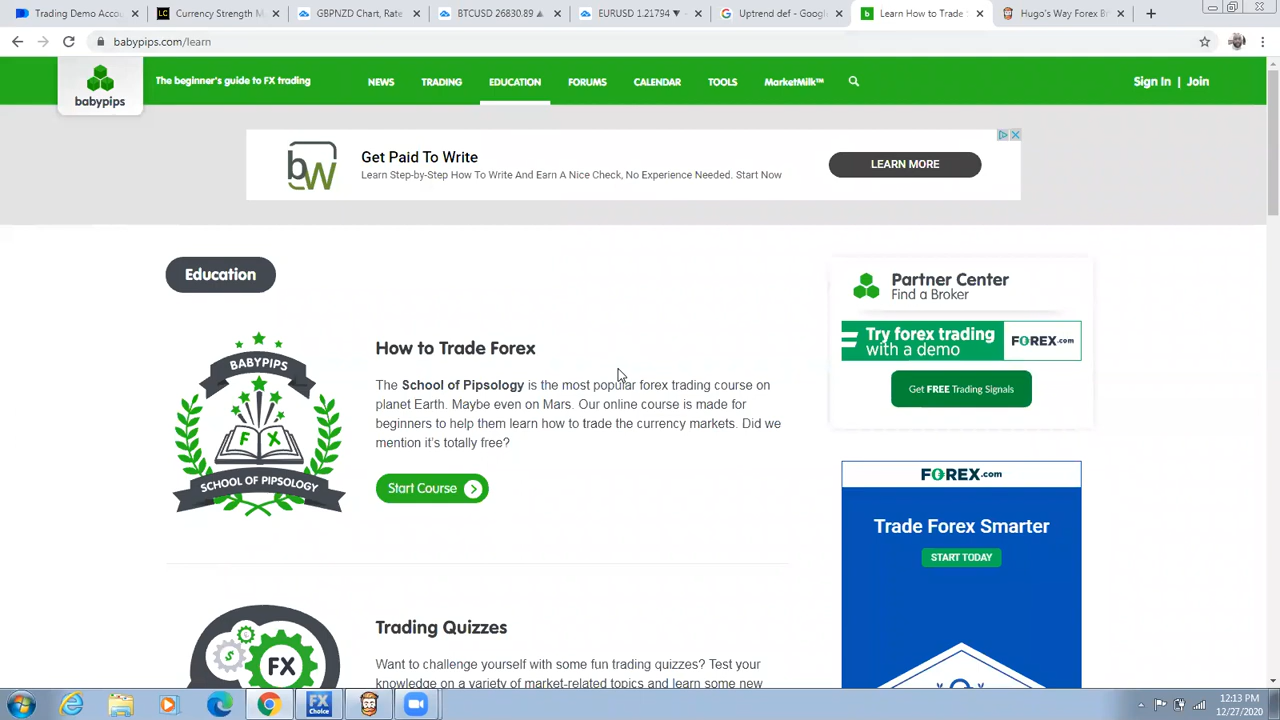 Trading Demo Accou
Currency Strength M
GBPNZD Chart, Rate
BTCUSD 26630.89 ▲
EURUSD 1.21794 ▼
Uptrend def - Google
Learn How to Trade
Hugo's Way Forex Br
babypips.com/learn
babypips
The beginner's guide to FX trading
NEWS
TRADING
EDUCATION
FORUMS
CALENDAR
TOOLS
MarketMilk™
Sign In | Join
bw
Get Paid To Write
Learn Step-by-Step How To Write And Earn A Nice Check, No Experience Needed. Start Now
LEARN MORE
Education
BABYPIPS
F X
SCHOOL OF PIPSOLOGY
How to Trade Forex
The School of Pipsology is the most popular forex trading course on
planet Earth. Maybe even on Mars. Our online course is made for
beginners to help them learn how to trade the currency markets. Did we
mention it's totally free?
Start Course
Partner Center
Find a Broker
Try forex trading
with a demo
FOREX.com
Get FREE Trading Signals
FOREX.com
Trade Forex Smarter
START TODAY
$
FX
Trading Quizzes
Want to challenge yourself with some fun trading quizzes? Test your
knowledge on a variety of market-related topics and learn some new
FX
Choice
12:13 PM
12/27/2020